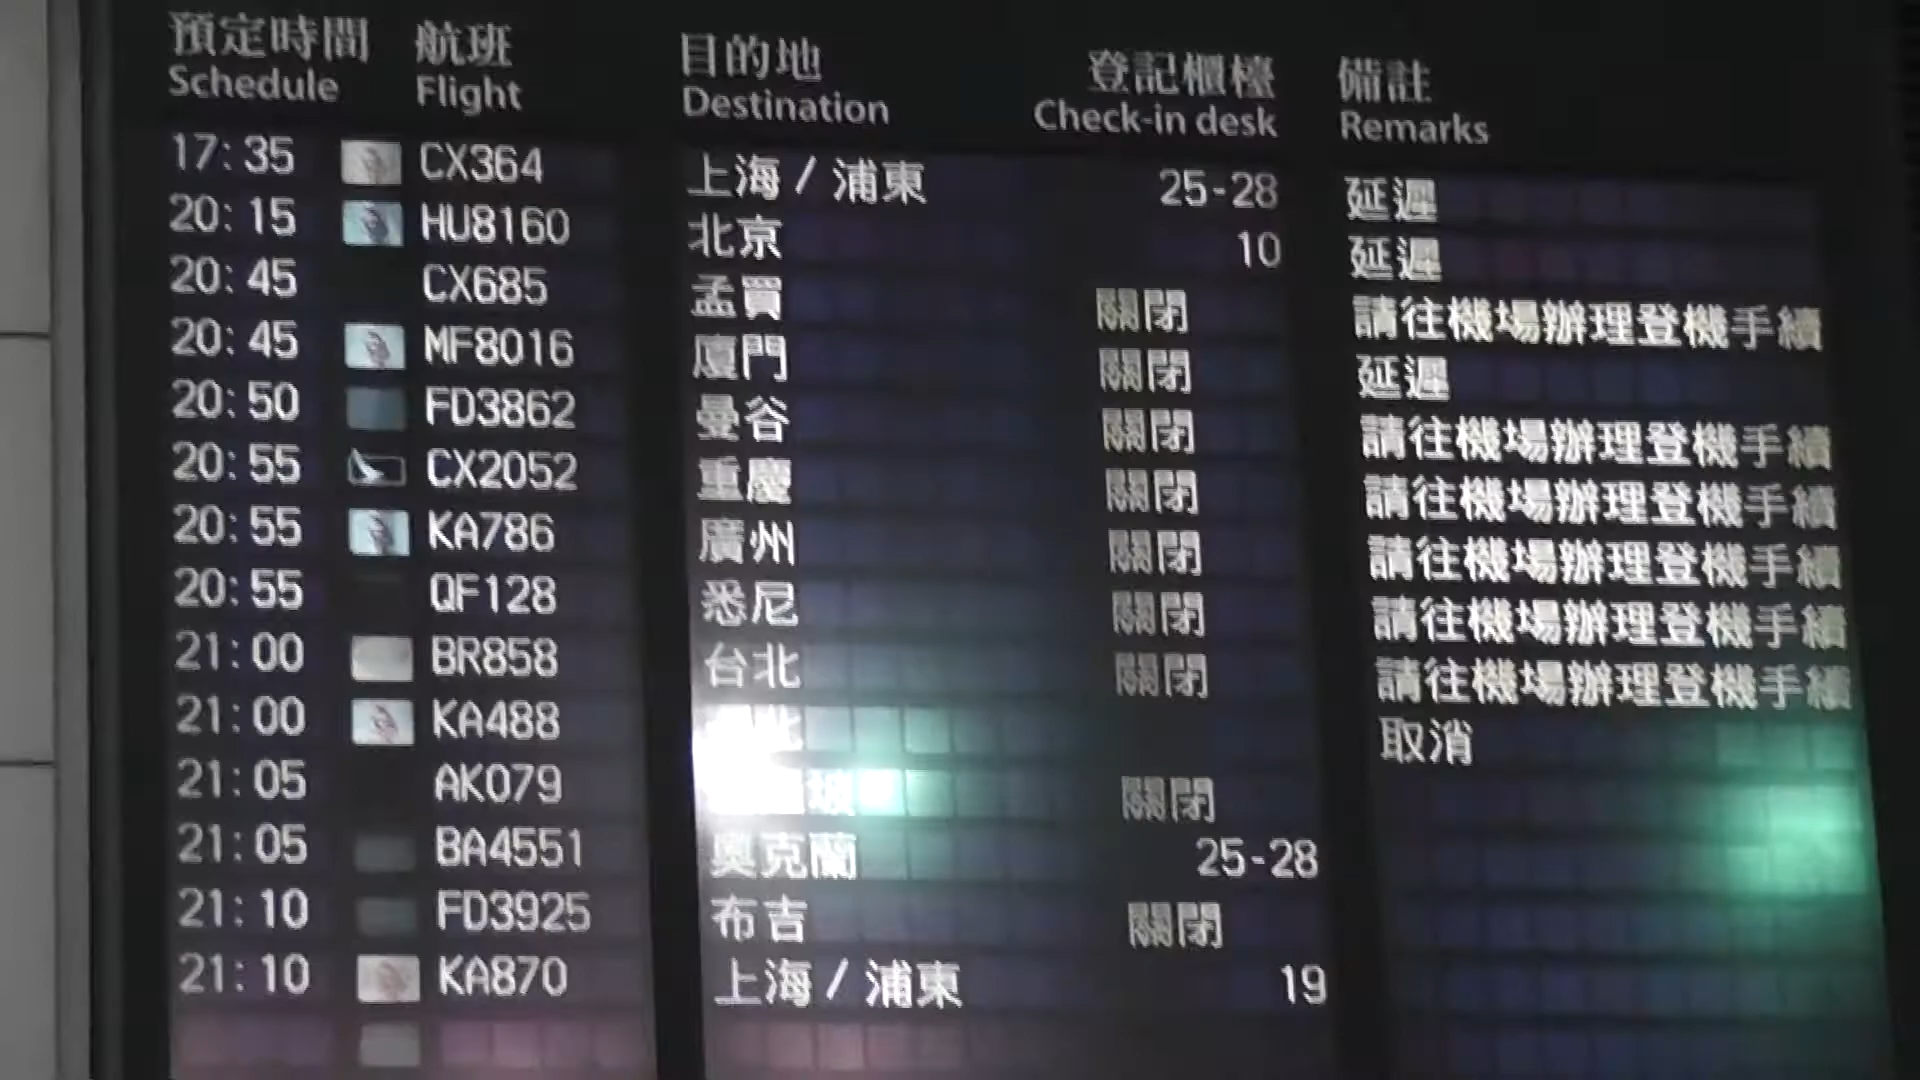 預定時間 航班 目的地 登記櫃檯 備註
Schedule Flight Destination Check-in desk Remarks
17:35 CX364 上海/浦東 25-28 延遲
20:15 HU8160 北京 10 延遲
20:45 CX685 孟買 關閉 請往機場辦理登機手續
20:45 MF8016 廈門 關閉 延遲
20:50 FD3862 曼谷 關閉 請往機場辦理登機手續
20:55 CX2052 重慶 關閉 請往機場辦理登機手續
20:55 KA786 廣州 關閉 請往機場辦理登機手續
20:55 QF128 悉尼 關閉 請往機場辦理登機手續
21:00 BR858 台北 關閉 請往機場辦理登機手續
21:00 KA488 取消
21:05 AK079 關閉
21:05 BA4551 奧克蘭 25-28
21:10 FD3925 布吉 關閉
21:10 KA870 上海/浦東 19